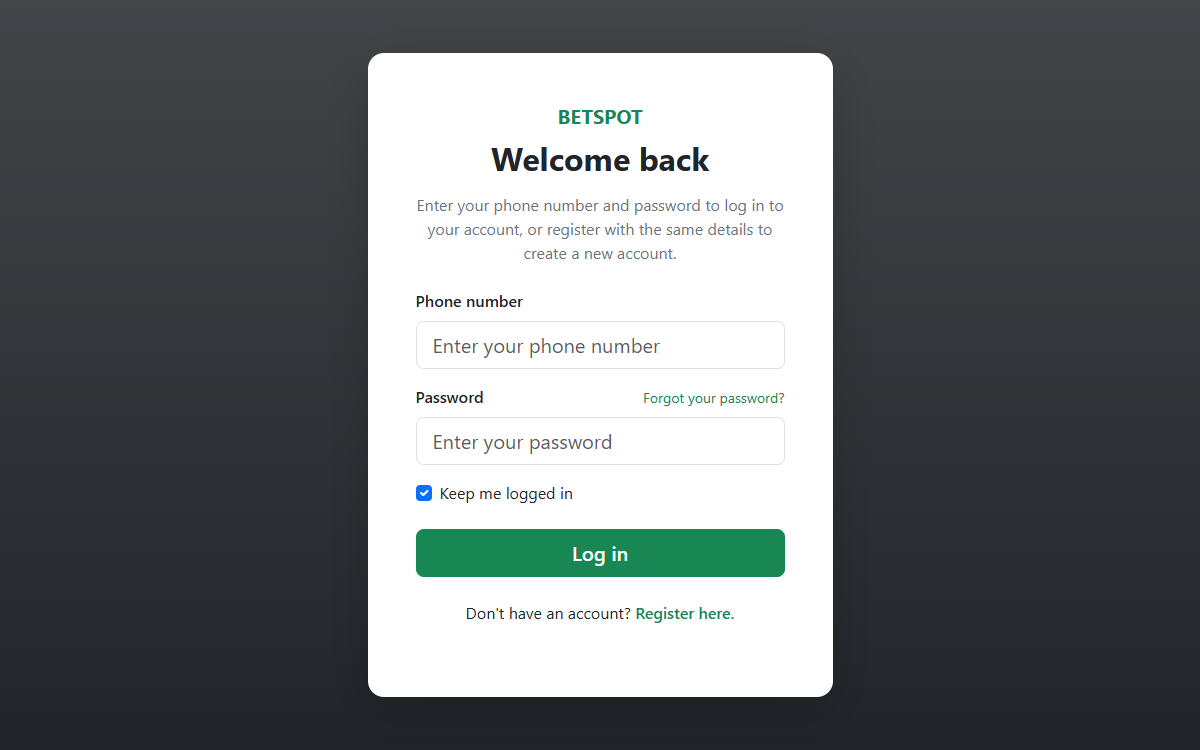 BETSPOT
Welcome back
Enter your phone number and password to log in to
your account, or register with the same details to
create a new account.
Phone number
Enter your phone number
Password
Forgot your password?
Enter your password
Keep me logged in
Log in
Don't have an account? Register here.